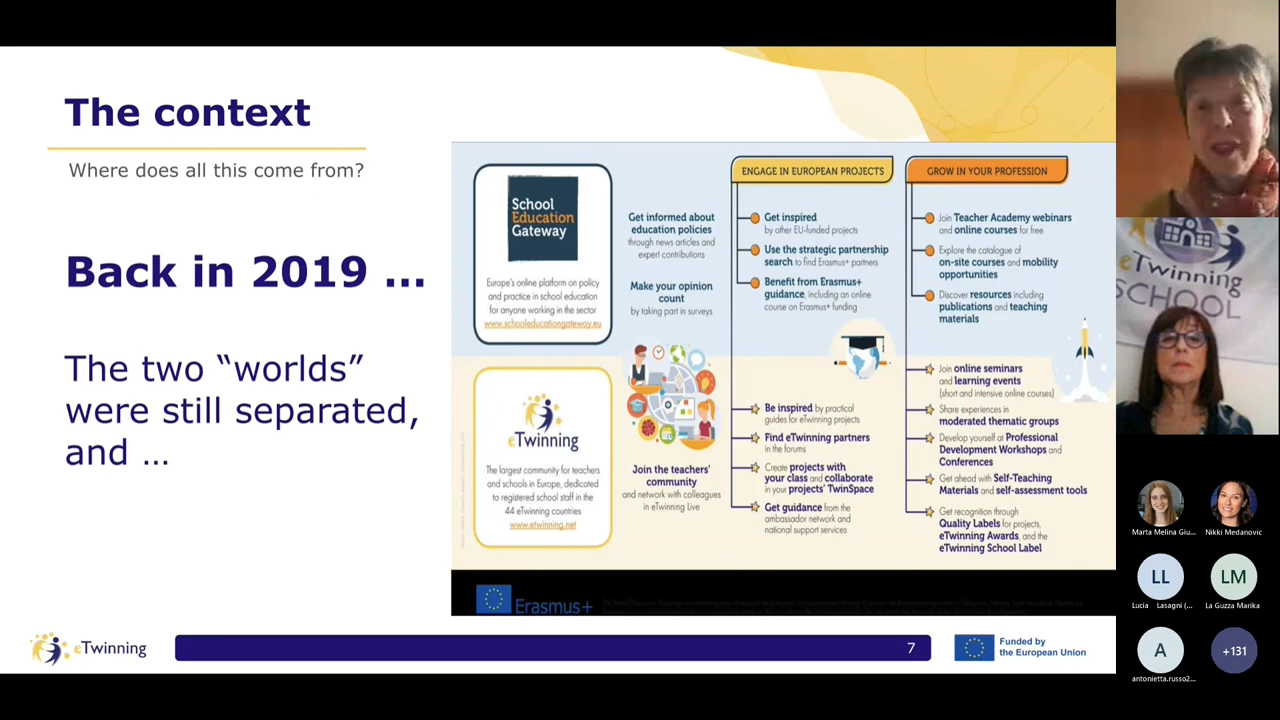 The context
Where does all this come from?
Back in 2019 ...
The two “worlds”
were still separated,
and ...
School
Education
Gateway
Europe's online platform on policy
and practice in school education
for anyone working in the sector
www.schooleducationgateway.eu
Get informed about
education policies
through news articles and
expert contributions
Make your opinion
count
by taking part in surveys
ENGAGE IN EUROPEAN PROJECTS
Get inspired
by other EU-funded projects
Use the strategic partnership
search to find Erasmus+ partners
Benefit from Erasmus+
guidance, including an online
course on Erasmus+ funding
GROW IN YOUR PROFESSION
Join Teacher Academy webinars
and online courses for free
Explore the catalogue of
on-site courses and mobility
opportunities
Discover resources including
publications and teaching
materials
eTwinning
The largest community for teachers
and schools in Europe, dedicated
to registered school staff in the
44 eTwinning countries
www.etwinning.net
Join the teachers'
community
and network with colleagues
in eTwinning Live
Be inspired by practical
guides for eTwinning projects
Find eTwinning partners
in the forums
Create projects with
your class and collaborate
in your projects' TwinSpace
Get guidance from the
ambassador network and
national support services
Join online seminars
and learning events
(short and intensive online courses)
Share experiences in
moderated thematic groups
Develop yourself at Professional
Development Workshops and
Conferences
Get ahead with Self-Teaching
Materials and self-assessment tools
Get recognition through
Quality Labels for projects,
eTwinning Awards, and the
eTwinning School Label
Erasmus+
eTwinning
7
Funded by
the European Union
eTwinning
SCHOOL
Marta Melina Giu...
Nikki Medanovic
LL
LM
Lucia Lasagni (...
La Guzza Marika
A
+131
antonietta.russo2...